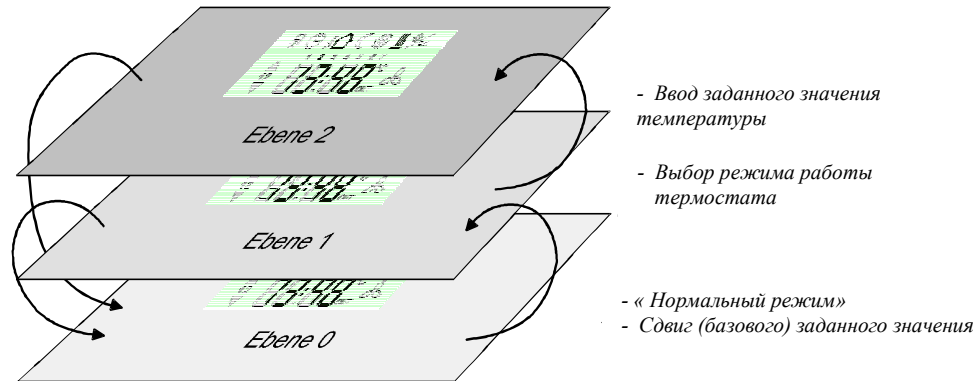 Ebene 2
- Ввод заданного значения
температуры
- Выбор режима работы
термостата
Ebene 1
- « Нормальный режим»
- Сдвиг (базового) заданного значения
Ebene 0